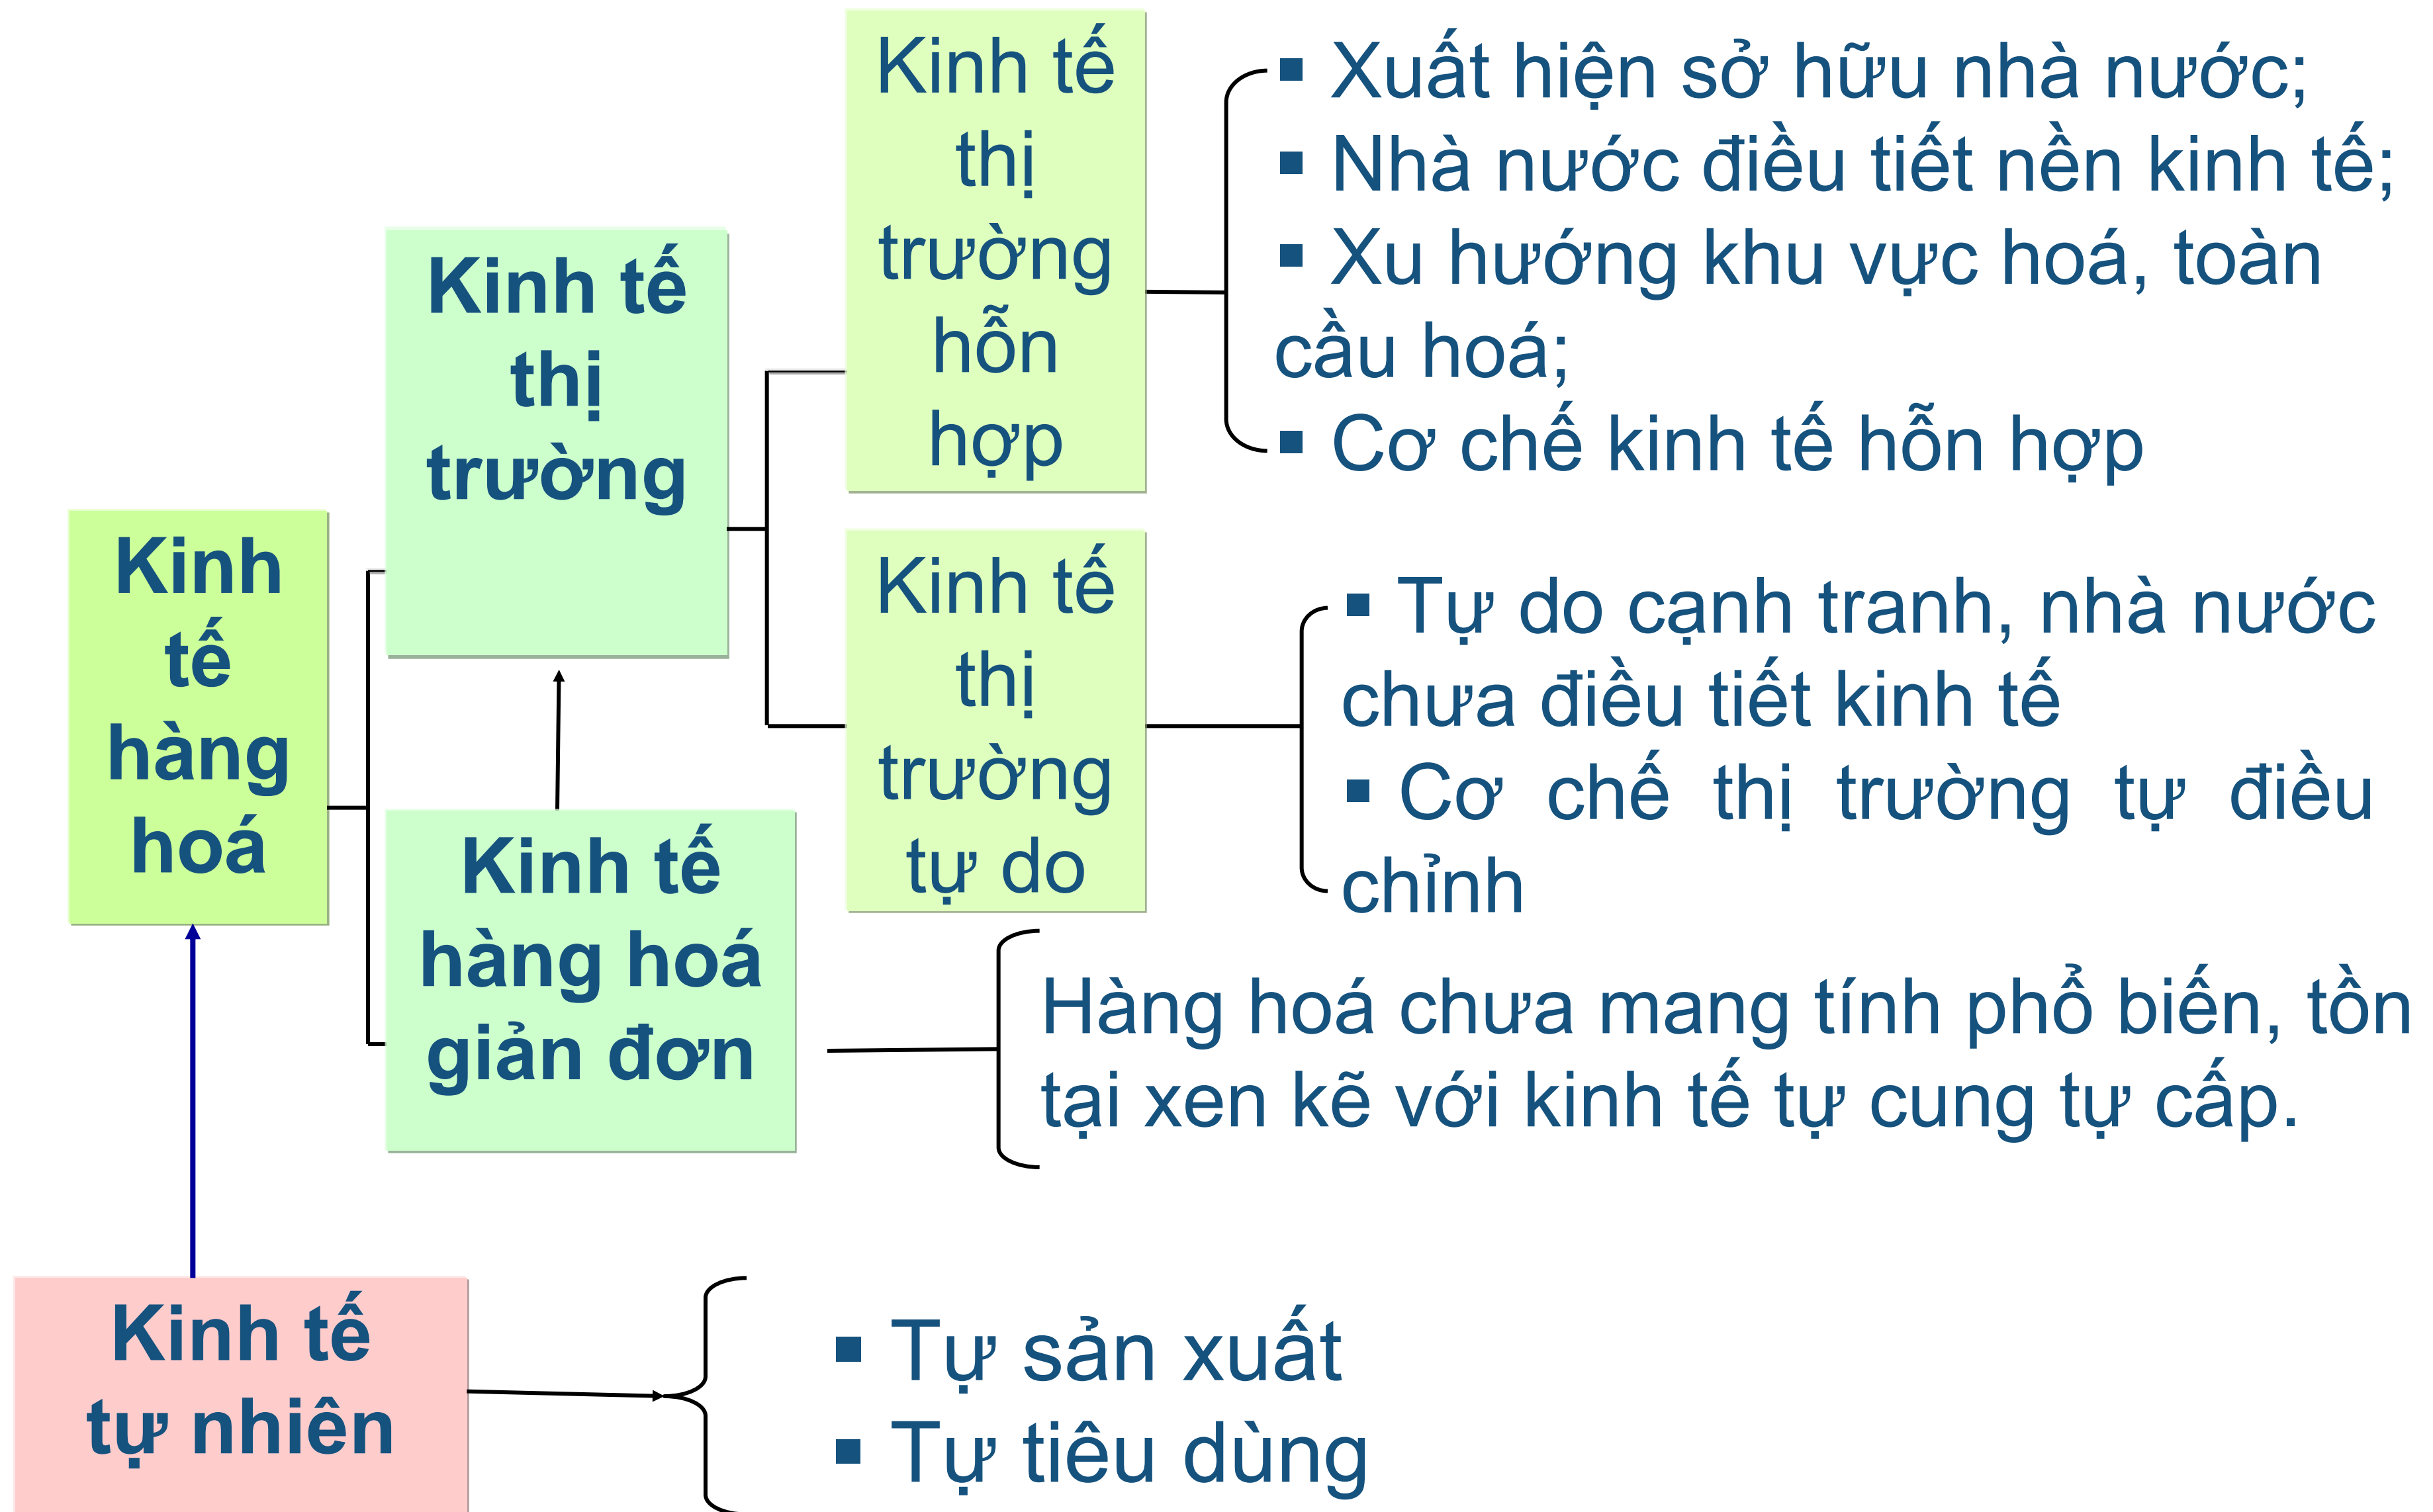 Kinh tế
thị
trường
hỗn
hợp
▪ Xuất hiện sở hữu nhà nước;
▪ Nhà nước điều tiết nền kinh tế;
▪ Xu hướng khu vực hoá, toàn
cầu hoá;
▪ Cơ chế kinh tế hỗn hợp
Kinh tế
thị
trường
Kinh
tế
hàng
hoá
Kinh tế
thị
trường
tự do
▪ Tự do cạnh tranh, nhà nước
chưa điều tiết kinh tế
▪ Cơ chế thị trường tự điều
chỉnh
Kinh tế
hàng hoá
giản đơn
Hàng hoá chưa mang tính phổ biến, tồn
tại xen kẽ với kinh tế tự cung tự cấp.
Kinh tế
tự nhiên
▪ Tự sản xuất
▪ Tự tiêu dùng